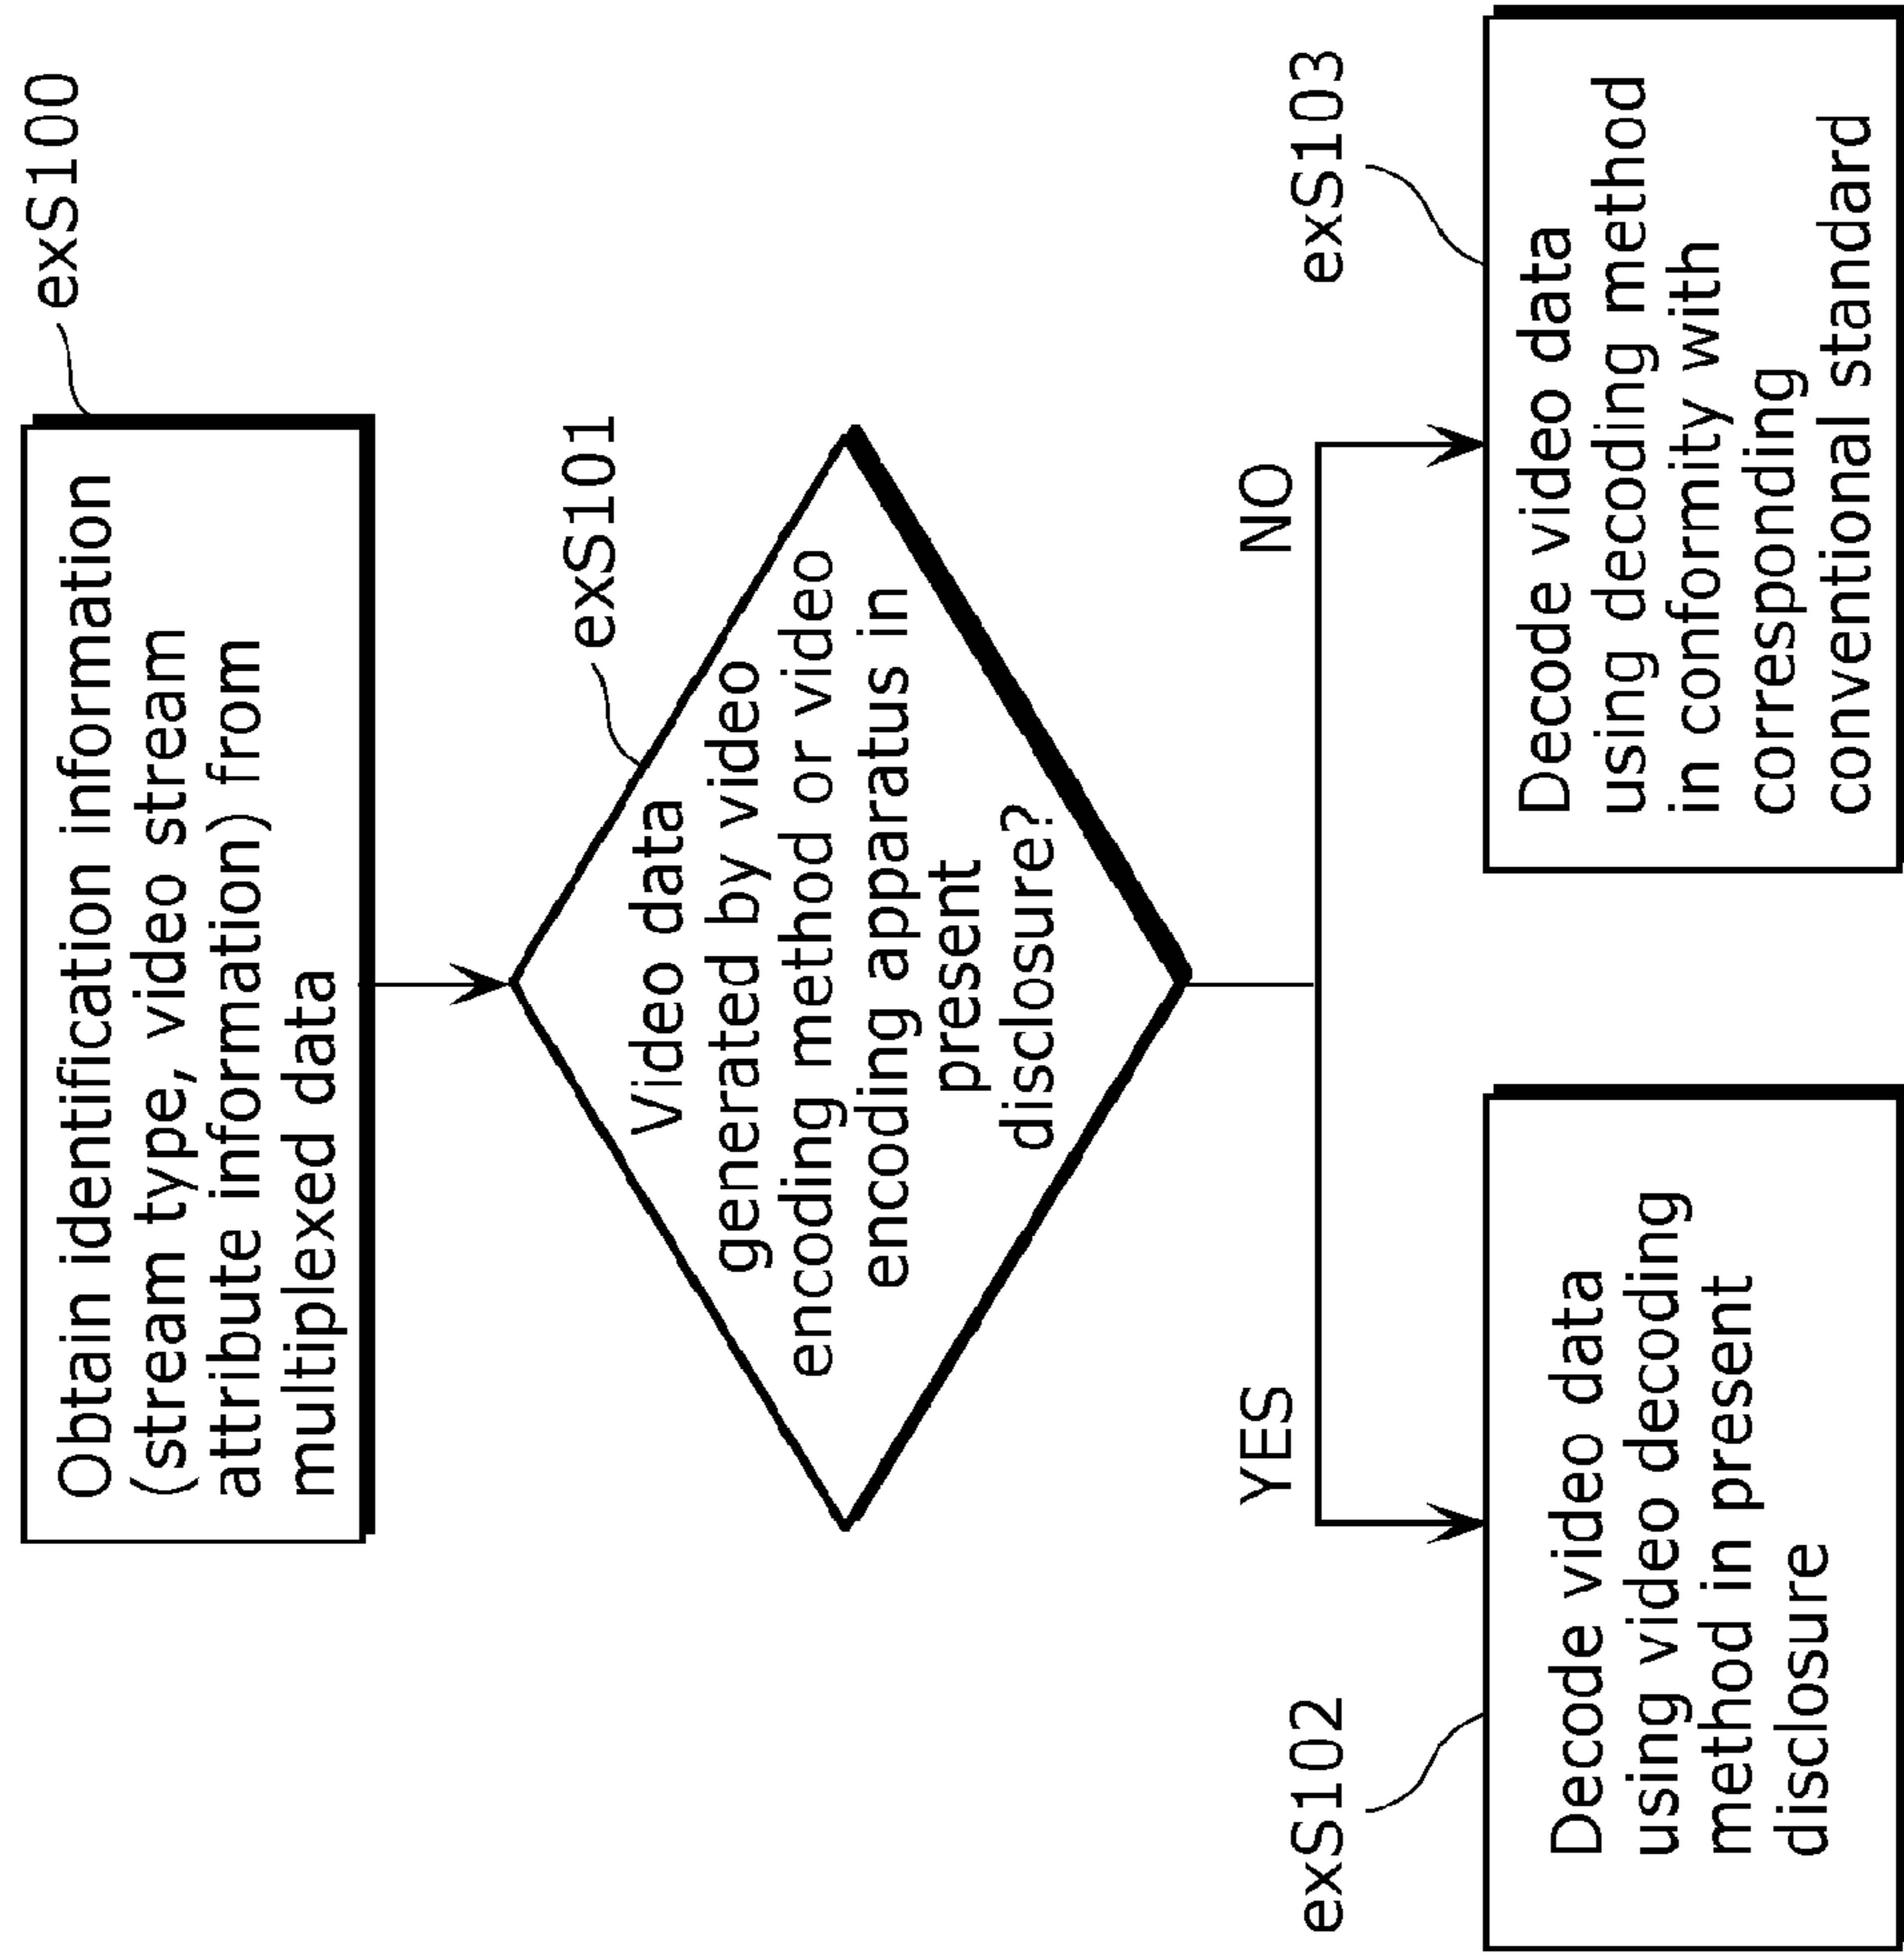 exS100
Obtain identification information
(stream type, video stream
attribute information) from
multiplexed data
exS101
Video data
generated by video
encoding method or video
encoding apparatus in
present
disclosure?
YES
NO
exS102
exS103
Decode video data
using video decoding
method in present
disclosure
Decode video data
using decoding method
in conformity with
corresponding
conventional standard